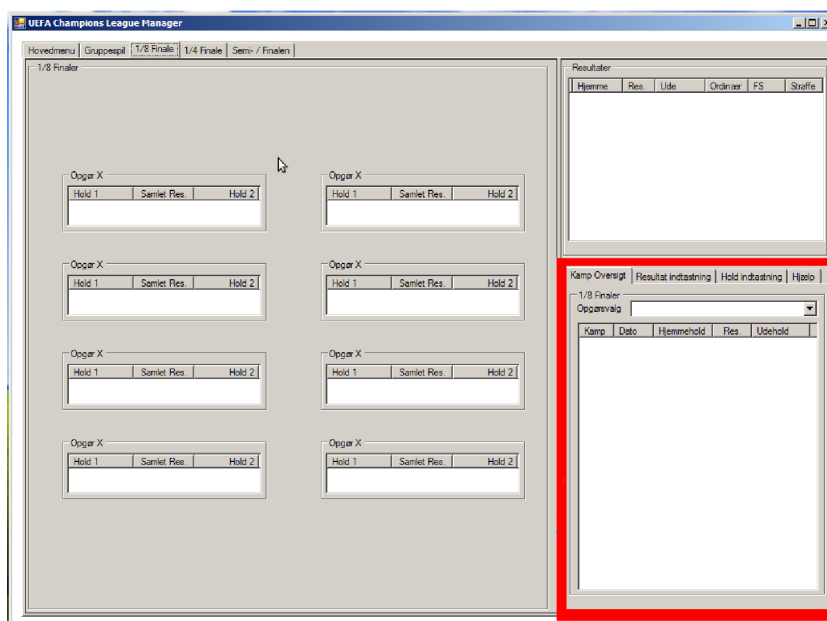 UEFA Champions League Manager
Hovedmenu Gruppespil 1/8 Finale 1/4 Finale Semi- / Finalen
1/8 Finaler
Opgør X
Hold 1 Samlet Res. Hold 2
Opgør X
Hold 1 Samlet Res. Hold 2
Opgør X
Hold 1 Samlet Res. Hold 2
Opgør X
Hold 1 Samlet Res. Hold 2
Opgør X
Hold 1 Samlet Res. Hold 2
Opgør X
Hold 1 Samlet Res. Hold 2
Opgør X
Hold 1 Samlet Res. Hold 2
Opgør X
Hold 1 Samlet Res. Hold 2
Resultater
Hjemme Res. Ude Ordinær FS Straffe
Kamp Oversigt Resultat indtastning Hold indtastning Hjælp
1/8 Finaler
Opgørsvalg
Kamp Dato Hjemmehold Res. Udehold